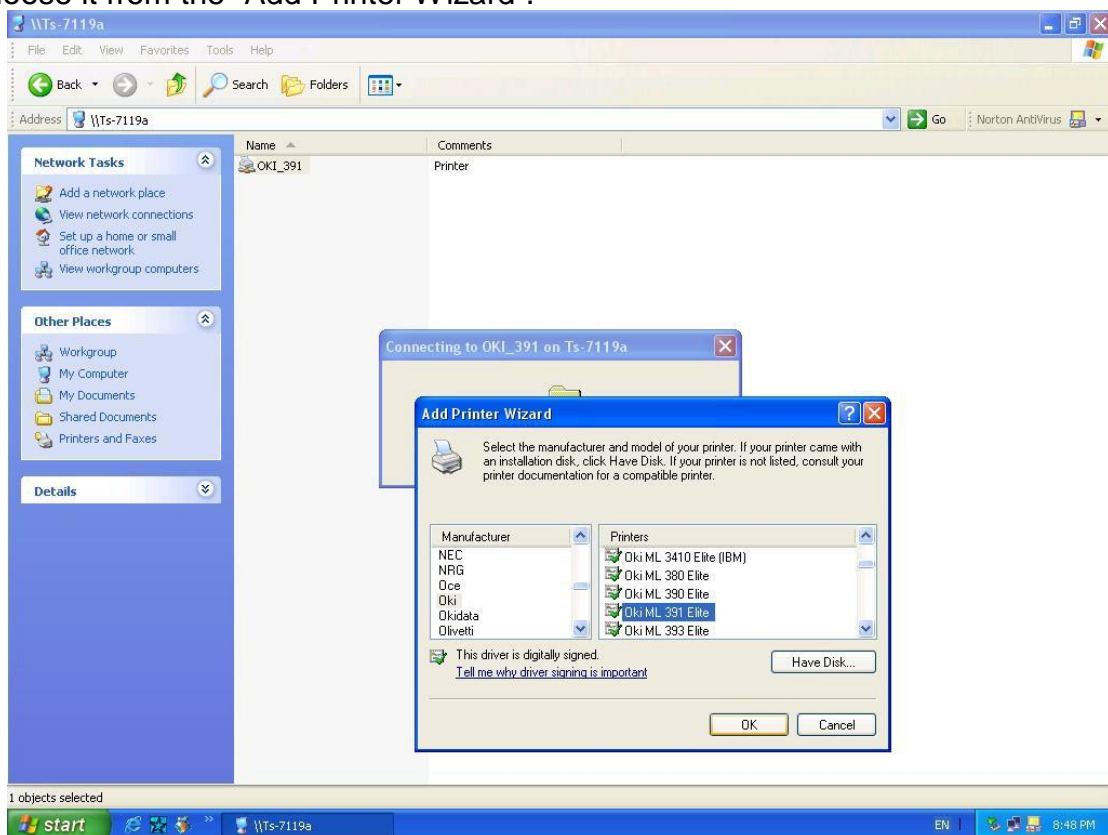 oose it from the "Add Printer Wizard".
\\Ts-7119a
File Edit View Favorites Tools Help
Back Search Folders
Address \\Ts-7119a Go Norton AntiVirus
Name Comments
Network Tasks
OKI_391 Printer
Add a network place
View network connections
Set up a home or small
office network
View workgroup computers
Other Places
Workgroup
My Computer
My Documents
Shared Documents
Printers and Faxes
Details
Connecting to OKI_391 on Ts-7119a
Add Printer Wizard
Select the manufacturer and model of your printer. If your printer came with
an installation disk, click Have Disk. If your printer is not listed, consult your
printer documentation for a compatible printer.
Manufacturer
NEC
NRG
Oce
Oki
Okidata
Olivetti
Printers
Oki ML 3410 Elite (IBM)
Oki ML 380 Elite
Oki ML 390 Elite
Oki ML 391 Elite
Oki ML 393 Elite
This driver is digitally signed.
Tell me why driver signing is important
Have Disk...
OK Cancel
1 objects selected
start \\Ts-7119a EN 8:48 PM